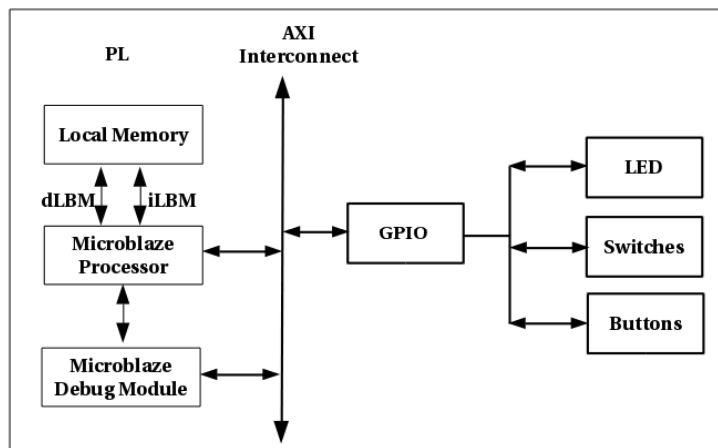 PL
AXI
Interconnect
Local Memory
dLBM
iLBM
Microblaze
Processor
Microblaze
Debug Module
GPIO
LED
Switches
Buttons